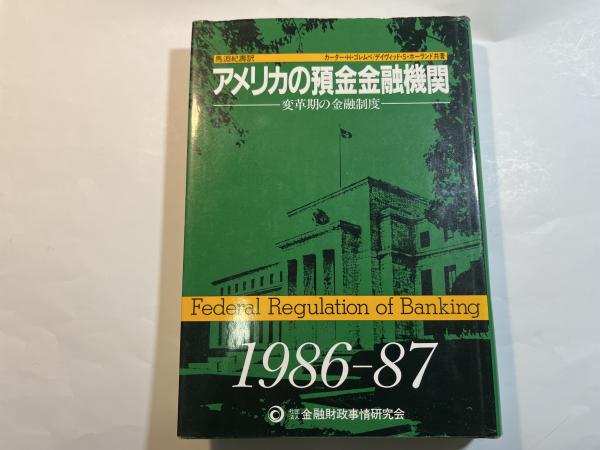 馬淵紀壽訳 カーター・H・ゴレムベ/デイヴィッド・S・ホーランド共著
アメリカの預金金融機関
変革期の金融制度
Federal Regulation of Banking
1986-87
金融財政事情研究会